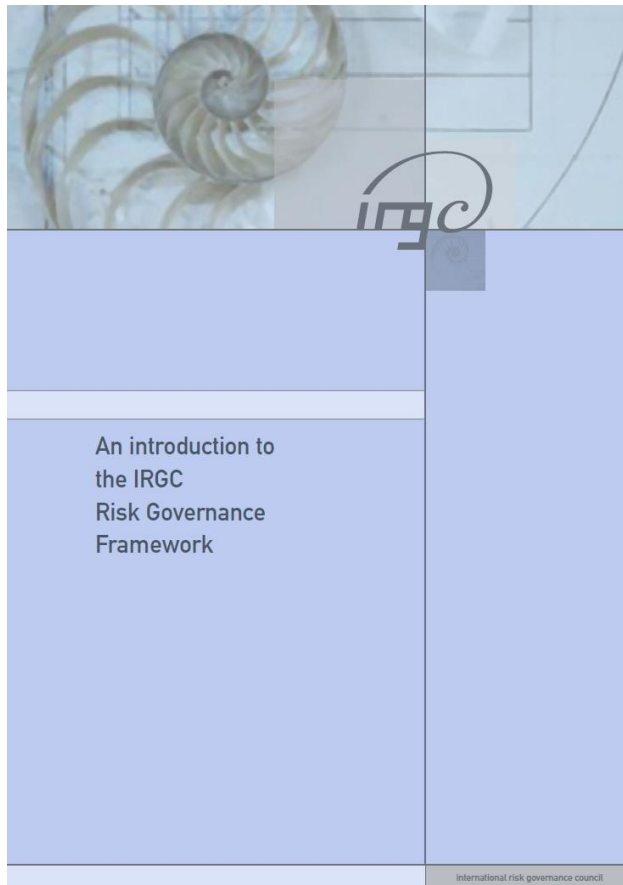 irgc
An introduction to
the IRGC
Risk Governance
Framework
international risk governance council